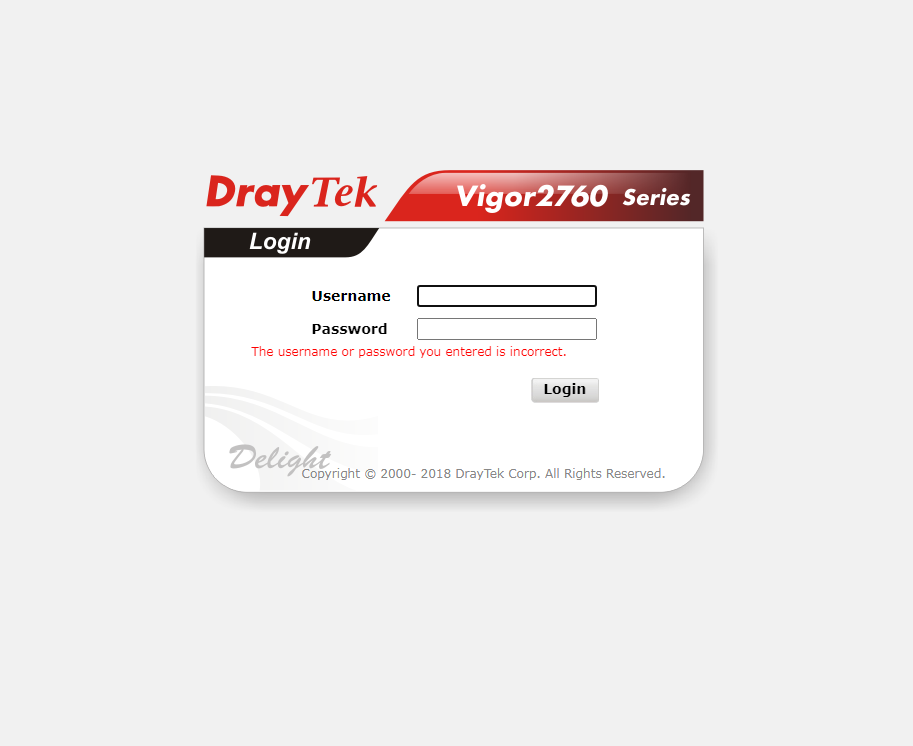 DrayTek
Vigor2760 Series
Login
Username
Password
The username or password you entered is incorrect.
Login
Delight
Copyright © 2000- 2018 DrayTek Corp. All Rights Reserved.